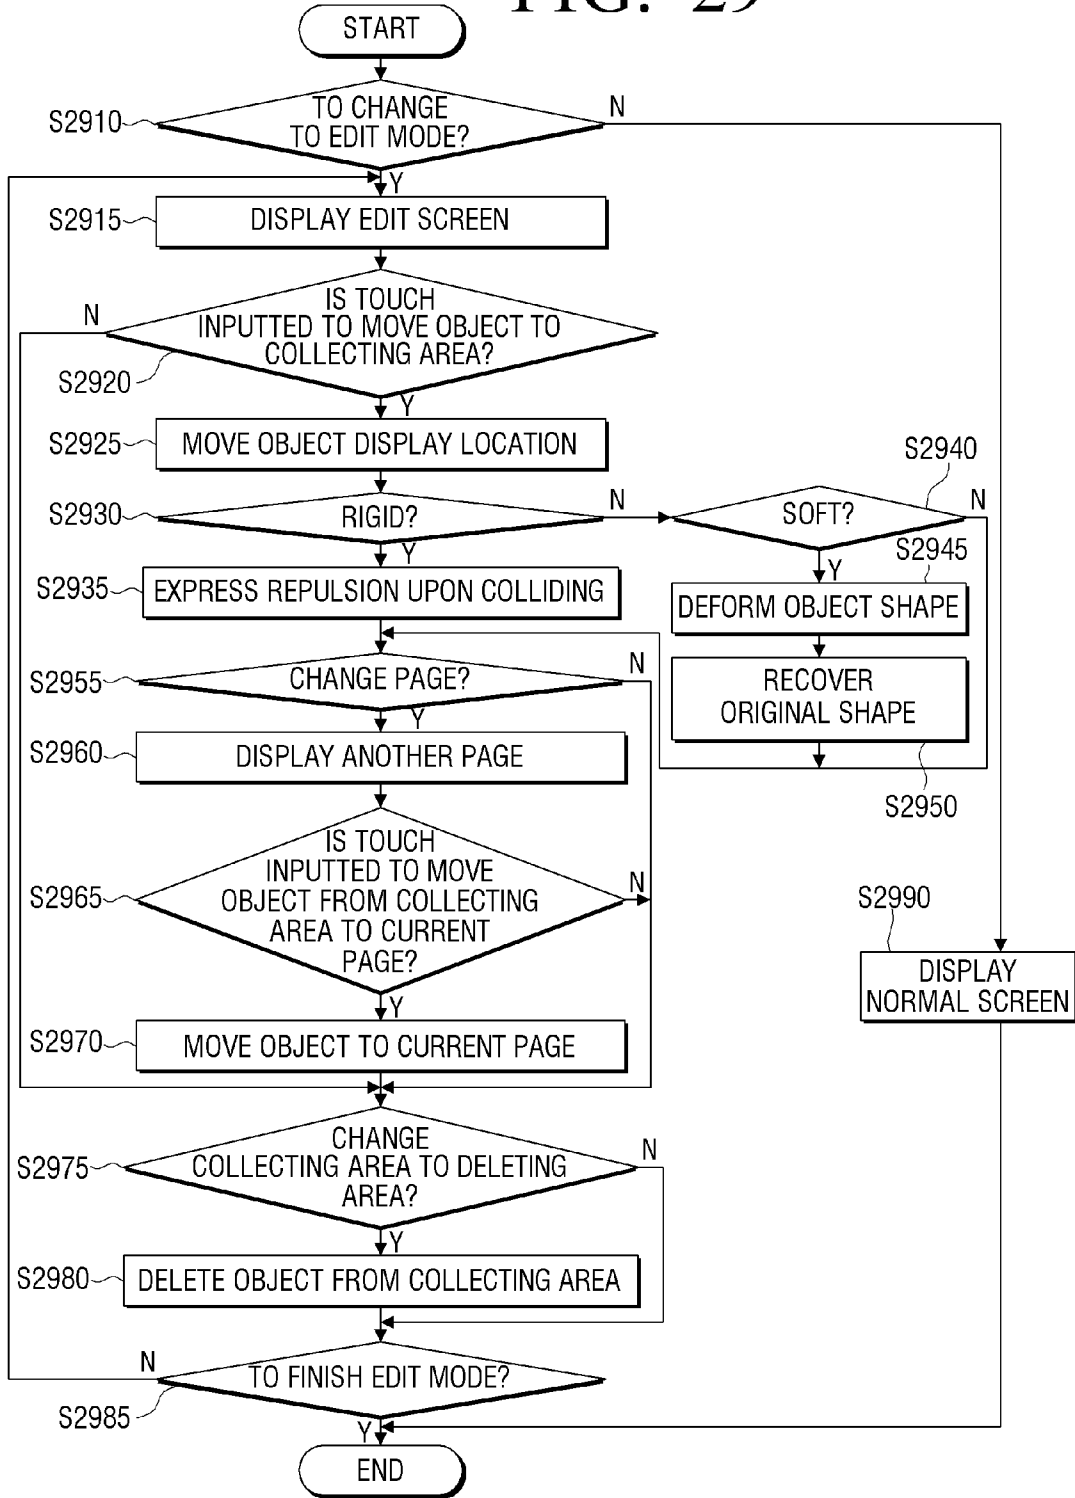 FIG. 29
START
S2910
TO CHANGE
TO EDIT MODE?
N
Y
S2915
DISPLAY EDIT SCREEN
IS TOUCH
INPUTTED TO MOVE OBJECT TO
COLLECTING AREA?
N
S2920
Y
S2925
MOVE OBJECT DISPLAY LOCATION
S2930
RIGID?
N
Y
S2940
SOFT?
N
Y
S2935
EXPRESS REPULSION UPON COLLIDING
S2945
DEFORM OBJECT SHAPE
RECOVER
ORIGINAL SHAPE
S2950
S2955
CHANGE PAGE?
N
Y
S2960
DISPLAY ANOTHER PAGE
S2965
IS TOUCH
INPUTTED TO MOVE
OBJECT FROM COLLECTING
AREA TO CURRENT
PAGE?
N
Y
S2990
DISPLAY
NORMAL SCREEN
S2970
MOVE OBJECT TO CURRENT PAGE
S2975
CHANGE
COLLECTING AREA TO DELETING
AREA?
N
Y
S2980
DELETE OBJECT FROM COLLECTING AREA
N
TO FINISH EDIT MODE?
S2985
Y
END